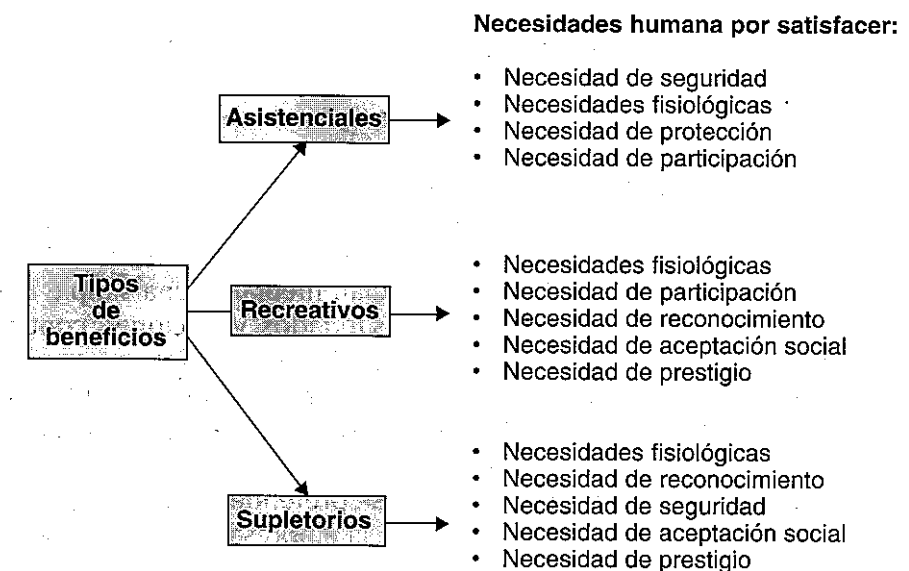 Necesidades humana por satisfacer:
Asistenciales
• Necesidad de seguridad
• Necesidades fisiológicas
• Necesidad de protección
• Necesidad de participación
Tipos
de
beneficios
Recreativos
• Necesidades fisiológicas
• Necesidad de participación
• Necesidad de reconocimiento
• Necesidad de aceptación social
• Necesidad de prestigio
Supletorios
• Necesidades fisiológicas
• Necesidad de reconocimiento
• Necesidad de seguridad
• Necesidad de aceptación social
• Necesidad de prestigio